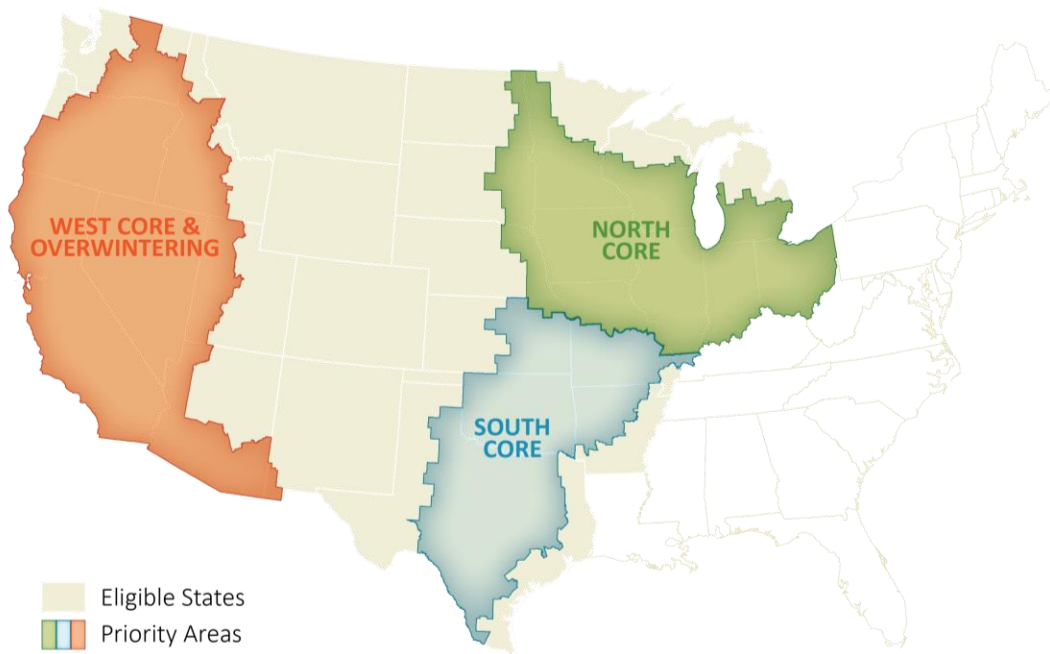 WEST CORE &
OVERWINTERING
NORTH
CORE
SOUTH
CORE
Eligible States
Priority Areas